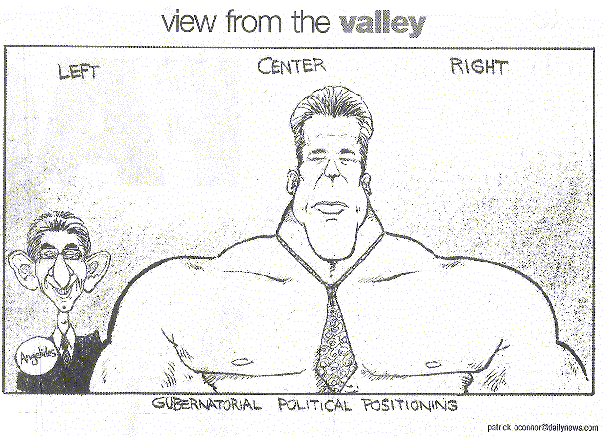 view from the valley
LEFT
CENTER
RIGHT
Angelides
GUBERNATORIAL POLITICAL POSITIONING
patrick.oconnor@dailynews.com